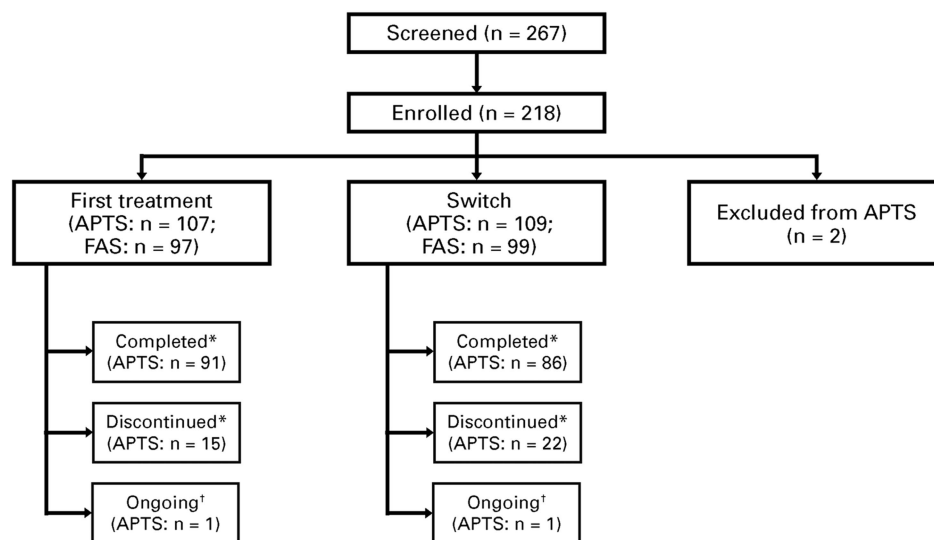 Screened (n = 267)
Enrolled (n = 218)
First treatment
(APTS: n = 107;
FAS: n = 97)
Switch
(APTS: n = 109;
FAS: n = 99)
Excluded from APTS
(n = 2)
Completed*
(APTS: n = 91)
Discontinued*
(APTS: n = 15)
Ongoing†
(APTS: n = 1)
Completed*
(APTS: n = 86)
Discontinued*
(APTS: n = 22)
Ongoing†
(APTS: n = 1)